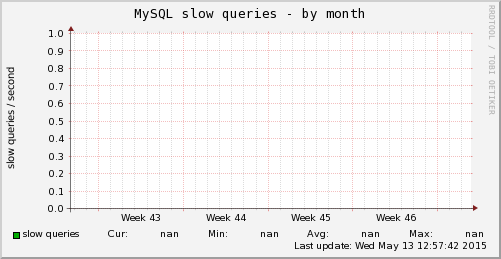 MySQL slow queries - by month
RRDTOOL / TOBI OETIKER
slow queries / second
1.0
0.9
0.8
0.7
0.6
0.5
0.4
0.3
0.2
0.1
0.0
Week 43 Week 44 Week 45 Week 46
slow queries Cur: nan Min: nan Avg: nan Max: nan
Last update: Wed May 13 12:57:42 2015